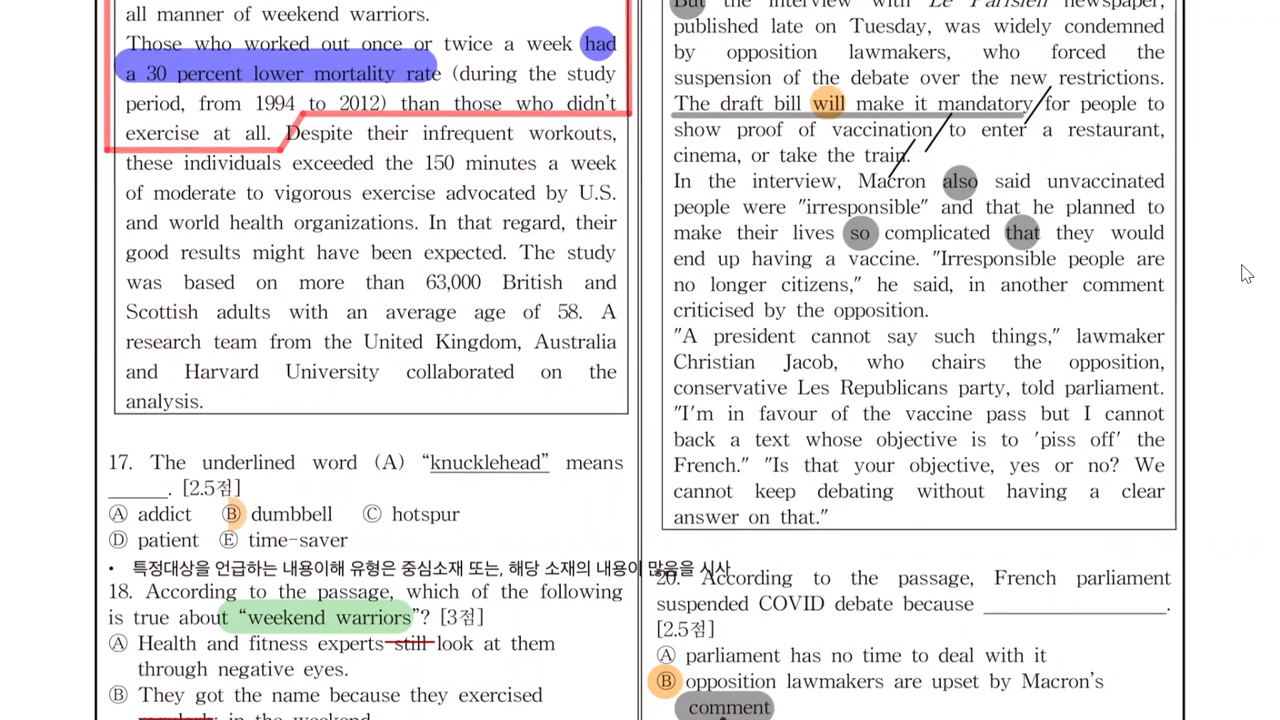 all manner of weekend warriors.
Those who worked out once or twice a week had
a 30 percent lower mortality rate (during the study
period, from 1994 to 2012) than those who didn't
exercise at all. Despite their infrequent workouts,
these individuals exceeded the 150 minutes a week
of moderate to vigorous exercise advocated by U.S.
and world health organizations. In that regard, their
good results might have been expected. The study
was based on more than 63,000 British and
Scottish adults with an average age of 58. A
research team from the United Kingdom, Australia
and Harvard University collaborated on the
analysis.
17. The underlined word (A) "knucklehead" means
______. [2.5점]
Ⓐ addict Ⓑ dumbbell Ⓒ hotspur
Ⓓ patient Ⓔ time-saver
• 특정대상을 언급하는 내용이해 유형은 중심소재 또는, 해당 소재의 내용이 많음을 시사
18. According to the passage, which of the following
is true about "weekend warriors"? [3점]
Ⓐ Health and fitness experts still look at them
through negative eyes.
Ⓑ They got the name because they exercised
regularly in the weekend.
But the interview with Le Parisien newspaper,
published late on Tuesday, was widely condemned
by opposition lawmakers, who forced the
suspension of the debate over the new restrictions.
The draft bill will make it mandatory for people to
show proof of vaccination to enter a restaurant,
cinema, or take the train.
In the interview, Macron also said unvaccinated
people were "irresponsible" and that he planned to
make their lives so complicated that they would
end up having a vaccine. "Irresponsible people are
no longer citizens," he said, in another comment
criticised by the opposition.
"A president cannot say such things," lawmaker
Christian Jacob, who chairs the opposition,
conservative Les Republicans party, told parliament.
"I'm in favour of the vaccine pass but I cannot
back a text whose objective is to 'piss off' the
French." "Is that your objective, yes or no? We
cannot keep debating without having a clear
answer on that."
20. According to the passage, French parliament
suspended COVID debate because __________________.
[2.5점]
Ⓐ parliament has no time to deal with it
Ⓑ opposition lawmakers are upset by Macron's
comment